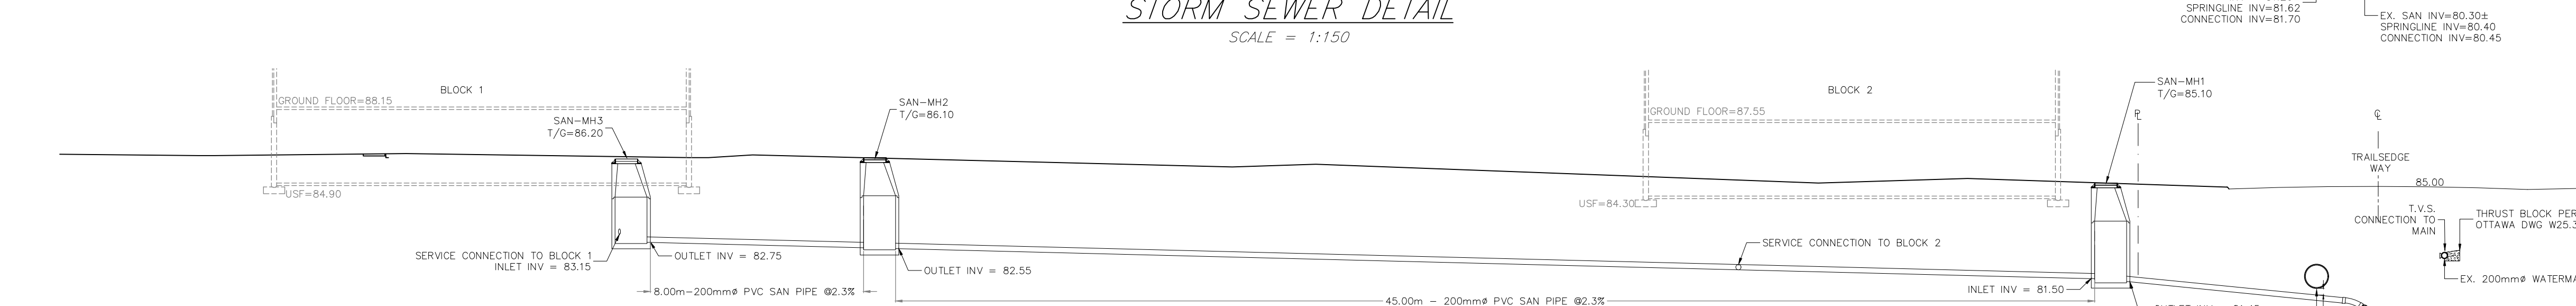 STORM SEWER DETAIL
SCALE = 1:150
SPRINGLINE INV=81.62
CONNECTION INV=81.70
EX. SAN INV=80.30±
SPRINGLINE INV=80.40
CONNECTION INV=80.45
BLOCK 1
GROUND FLOOR=88.15
SAN-MH3
T/G=86.20
USF=84.90
SAN-MH2
T/G=86.10
BLOCK 2
GROUND FLOOR=87.55
USF=84.30
SAN-MH1
T/G=85.10
TRAILSEDGE
WAY
85.00
T.V.S.
CONNECTION TO
MAIN
THRUST BLOCK PER
OTTAWA DWG W25.3
SERVICE CONNECTION TO BLOCK 1
INLET INV = 83.15
OUTLET INV = 82.75
OUTLET INV = 82.55
SERVICE CONNECTION TO BLOCK 2
INLET INV = 81.50
8.00m-200mmø PVC SAN PIPE @2.3%
45.00m - 200mmø PVC SAN PIPE @2.3%
EX. 200mmø WATERMA